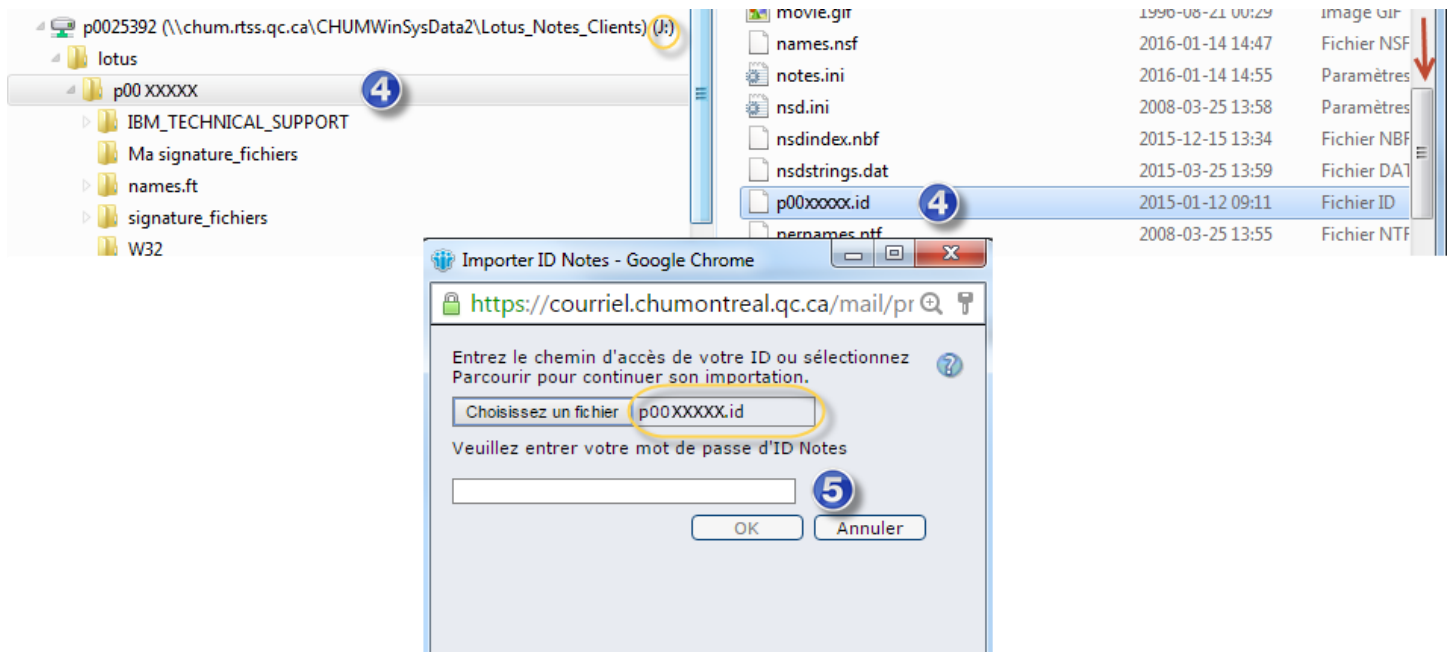 p0025392 (\\chum.rtss.qc.ca\CHUMWinSysData2\Lotus_Notes_Clients) (J:)
lotus
p00 XXXXX 4
IBM_TECHNICAL_SUPPORT
Ma signature_fichiers
names.ft
signature_fichiers
W32
movie.gif 1996-08-21 00:29 Image GIF
names.nsf 2016-01-14 14:47 Fichier NSF
notes.ini 2016-01-14 14:55 Paramètres
nsd.ini 2008-03-25 13:58 Paramètres
nsdindex.nbf 2015-12-15 13:34 Fichier NBF
nsdstrings.dat 2015-03-25 13:59 Fichier DAT
p00xxxxx.id 4 2015-01-12 09:11 Fichier ID
pernames.ntf 2008-03-25 13:55 Fichier NTF
Importer ID Notes - Google Chrome
https://courriel.chumontreal.qc.ca/mail/pr
Entrez le chemin d'accès de votre ID ou sélectionnez
Parcourir pour continuer son importation.
Choisissez un fichier p00XXXXX.id
Veuillez entrer votre mot de passe d'ID Notes
5
OK Annuler